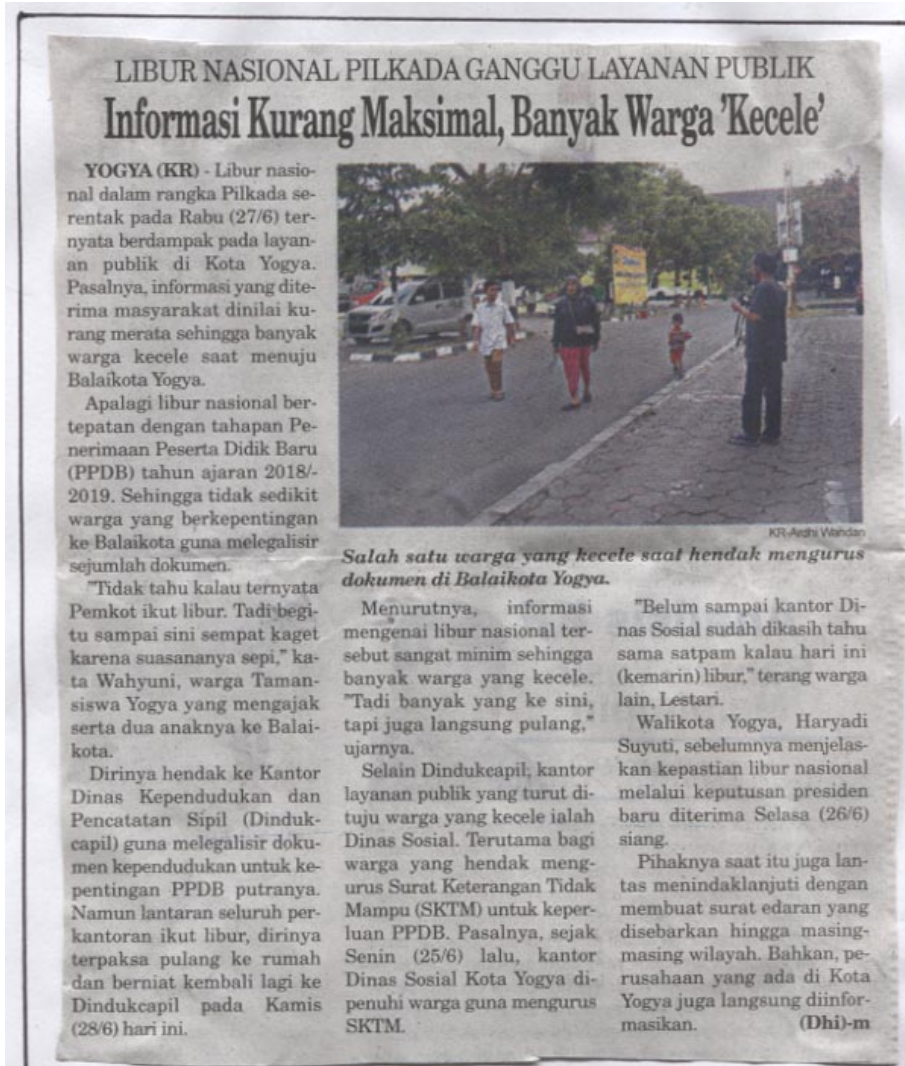 LIBUR NASIONAL PILKADA GANGGU LAYANAN PUBLIK
Informasi Kurang Maksimal, Banyak Warga 'Kecele'
YOGYA (KR) - Libur nasio-
nal dalam rangka Pilkada se-
rentak pada Rabu (27/6) ter-
nyata berdampak pada layan-
an publik di Kota Yogya.
Pasalnya, informasi yang dite-
rima masyarakat dinilai ku-
rang merata sehingga banyak
warga kecele saat menuju
Balaikota Yogya.
Apalagi libur nasional ber-
tepatan dengan tahapan Pe-
nerimaan Peserta Didik Baru
(PPDB) tahun ajaran 2018/-
2019. Sehingga tidak sedikit
warga yang berkepentingan
ke Balaikota guna melegalisir
sejumlah dokumen.
"Tidak tahu kalau ternyata
Pemkot ikut libur. Tadi begi-
tu sampai sini sempat kaget
karena suasananya sepi," ka-
ta Wahyuni, warga Taman-
siswa Yogya yang mengajak
serta dua anaknya ke Balai-
kota.
Dirinya hendak ke Kantor
Dinas Kependudukan dan
Pencatatan Sipil (Dinduk-
capil) guna melegalisir doku-
men kependudukan untuk ke-
pentingan PPDB putranya.
Namun lantaran seluruh per-
kantoran ikut libur, dirinya
terpaksa pulang ke rumah
dan berniat kembali lagi ke
Dindukcapil pada Kamis
(28/6) hari ini.
KR-Ardhi Wahdan
Salah satu warga yang kecele saat hendak mengurus
dokumen di Balaikota Yogya.
Menurutnya, informasi
mengenai libur nasional ter-
sebut sangat minim sehingga
banyak warga yang kecele.
"Tadi banyak yang ke sini,
tapi juga langsung pulang,"
ujarnya.
Selain Dindukcapil, kantor
layanan publik yang turut di-
tuju warga yang kecele ialah
Dinas Sosial. Terutama bagi
warga yang hendak meng-
urus Surat Keterangan Tidak
Mampu (SKTM) untuk keper-
luan PPDB. Pasalnya, sejak
Senin (25/6) lalu, kantor
Dinas Sosial Kota Yogya di-
penuhi warga guna mengurus
SKTM.
"Belum sampai kantor Di-
nas Sosial sudah dikasih tahu
sama satpam kalau hari ini
(kemarin) libur," terang warga
lain, Lestari.
Walikota Yogya, Haryadi
Suyuti, sebelumnya menjelas-
kan kepastian libur nasional
melalui keputusan presiden
baru diterima Selasa (26/6)
siang.
Pihaknya saat itu juga lan-
tas menindaklanjuti dengan
membuat surat edaran yang
disebarkan hingga masing-
masing wilayah. Bahkan, pe-
rusahaan yang ada di Kota
Yogya juga langsung diinfor-
masikan. (Dhi)-m